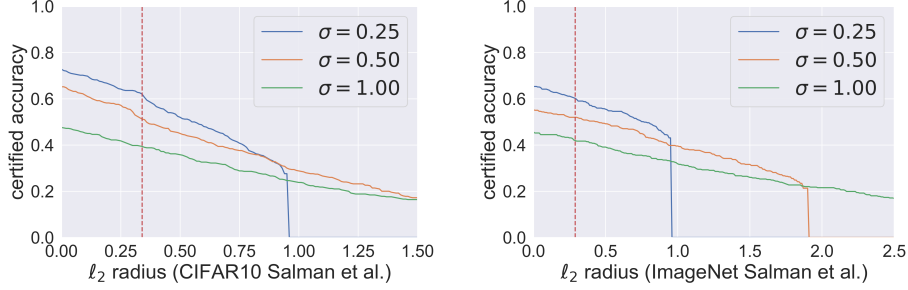 1.0
0.8
0.6
0.4
0.2
0.0
certified accuracy
σ = 0.25
σ = 0.50
σ = 1.00
0.00 0.25 0.50 0.75 1.00 1.25 1.50
ℓ₂ radius (CIFAR10 Salman et al.)
1.0
0.8
0.6
0.4
0.2
0.0
certified accuracy
σ = 0.25
σ = 0.50
σ = 1.00
0.0 0.5 1.0 1.5 2.0 2.5
ℓ₂ radius (ImageNet Salman et al.)